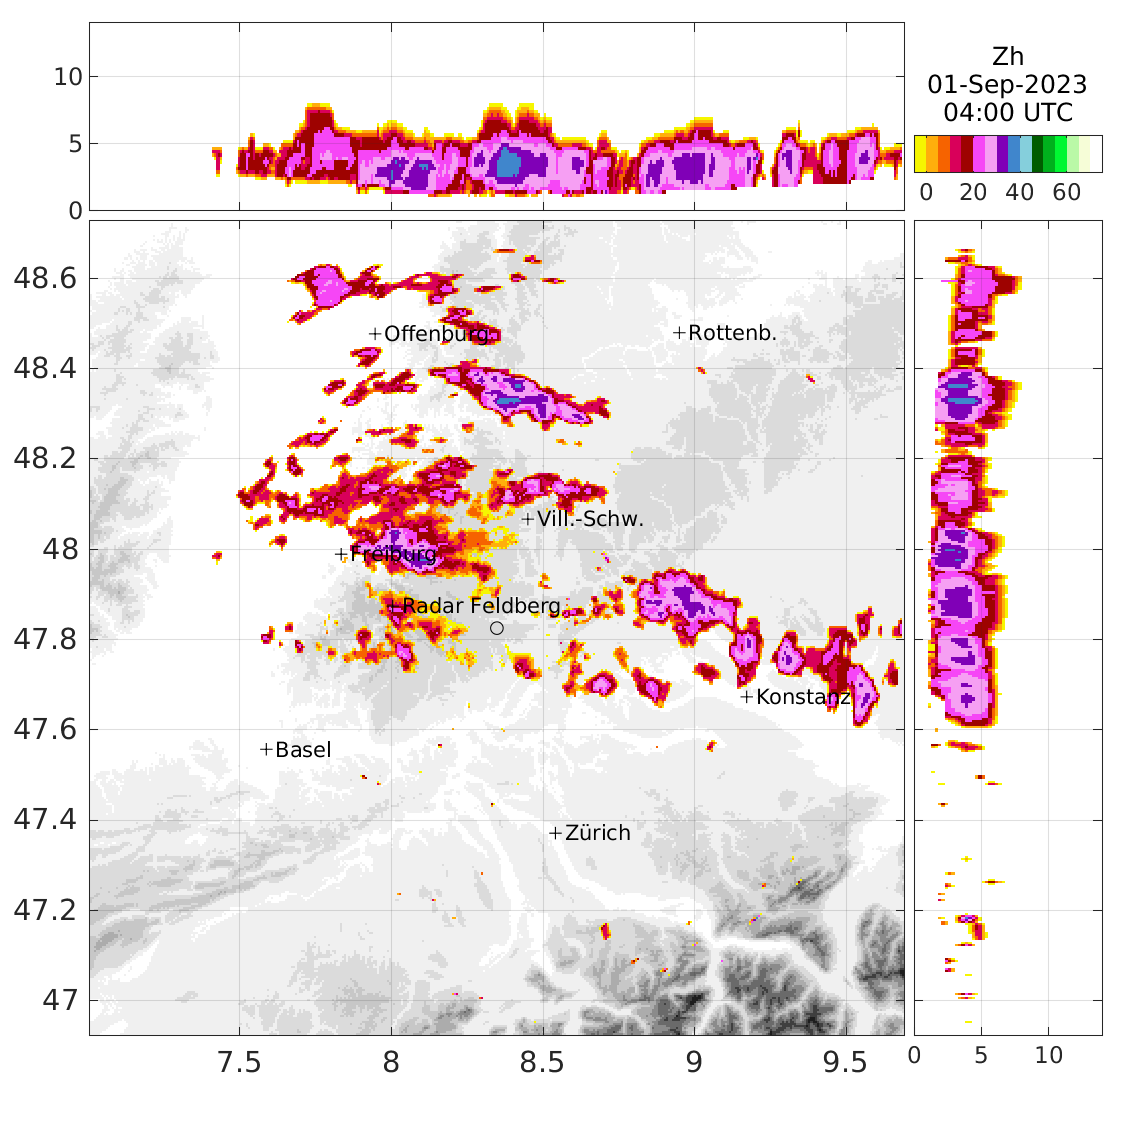 Zh
01-Sep-2023
04:00 UTC
0 20 40 60
10
5
0
48.6
48.4
48.2
48
47.8
47.6
47.4
47.2
47
Offenburg
Rottenb.
Vill.-Schw.
Freiburg
Radar Feldberg
Konstanz
Basel
Zürich
7.5 8 8.5 9 9.5
0 5 10